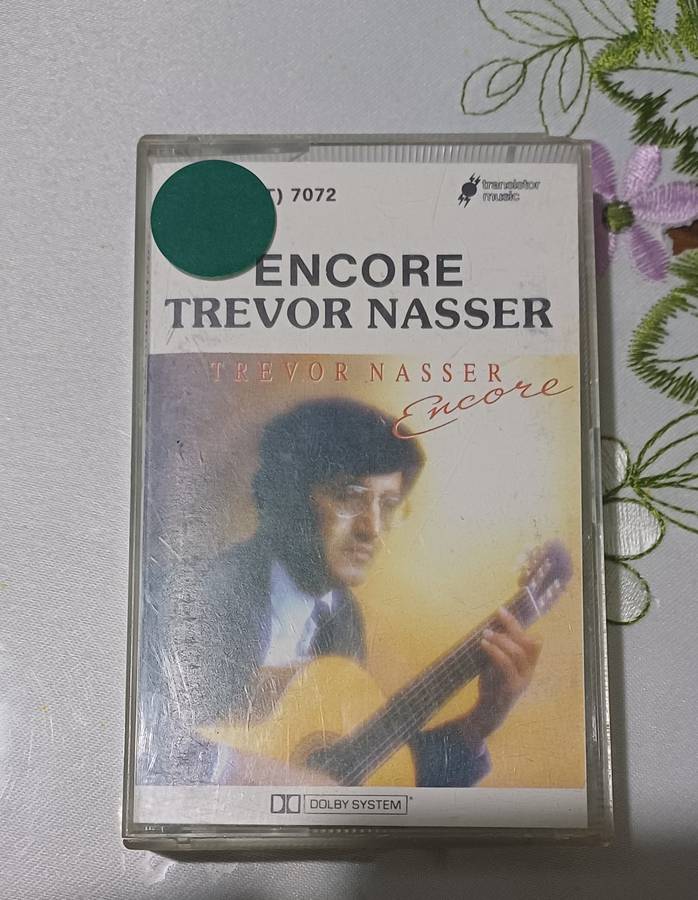 T) 7072
transistor
music
ENCORE
TREVOR NASSER
TREVOR NASSER
Encore
DOLBY SYSTEM